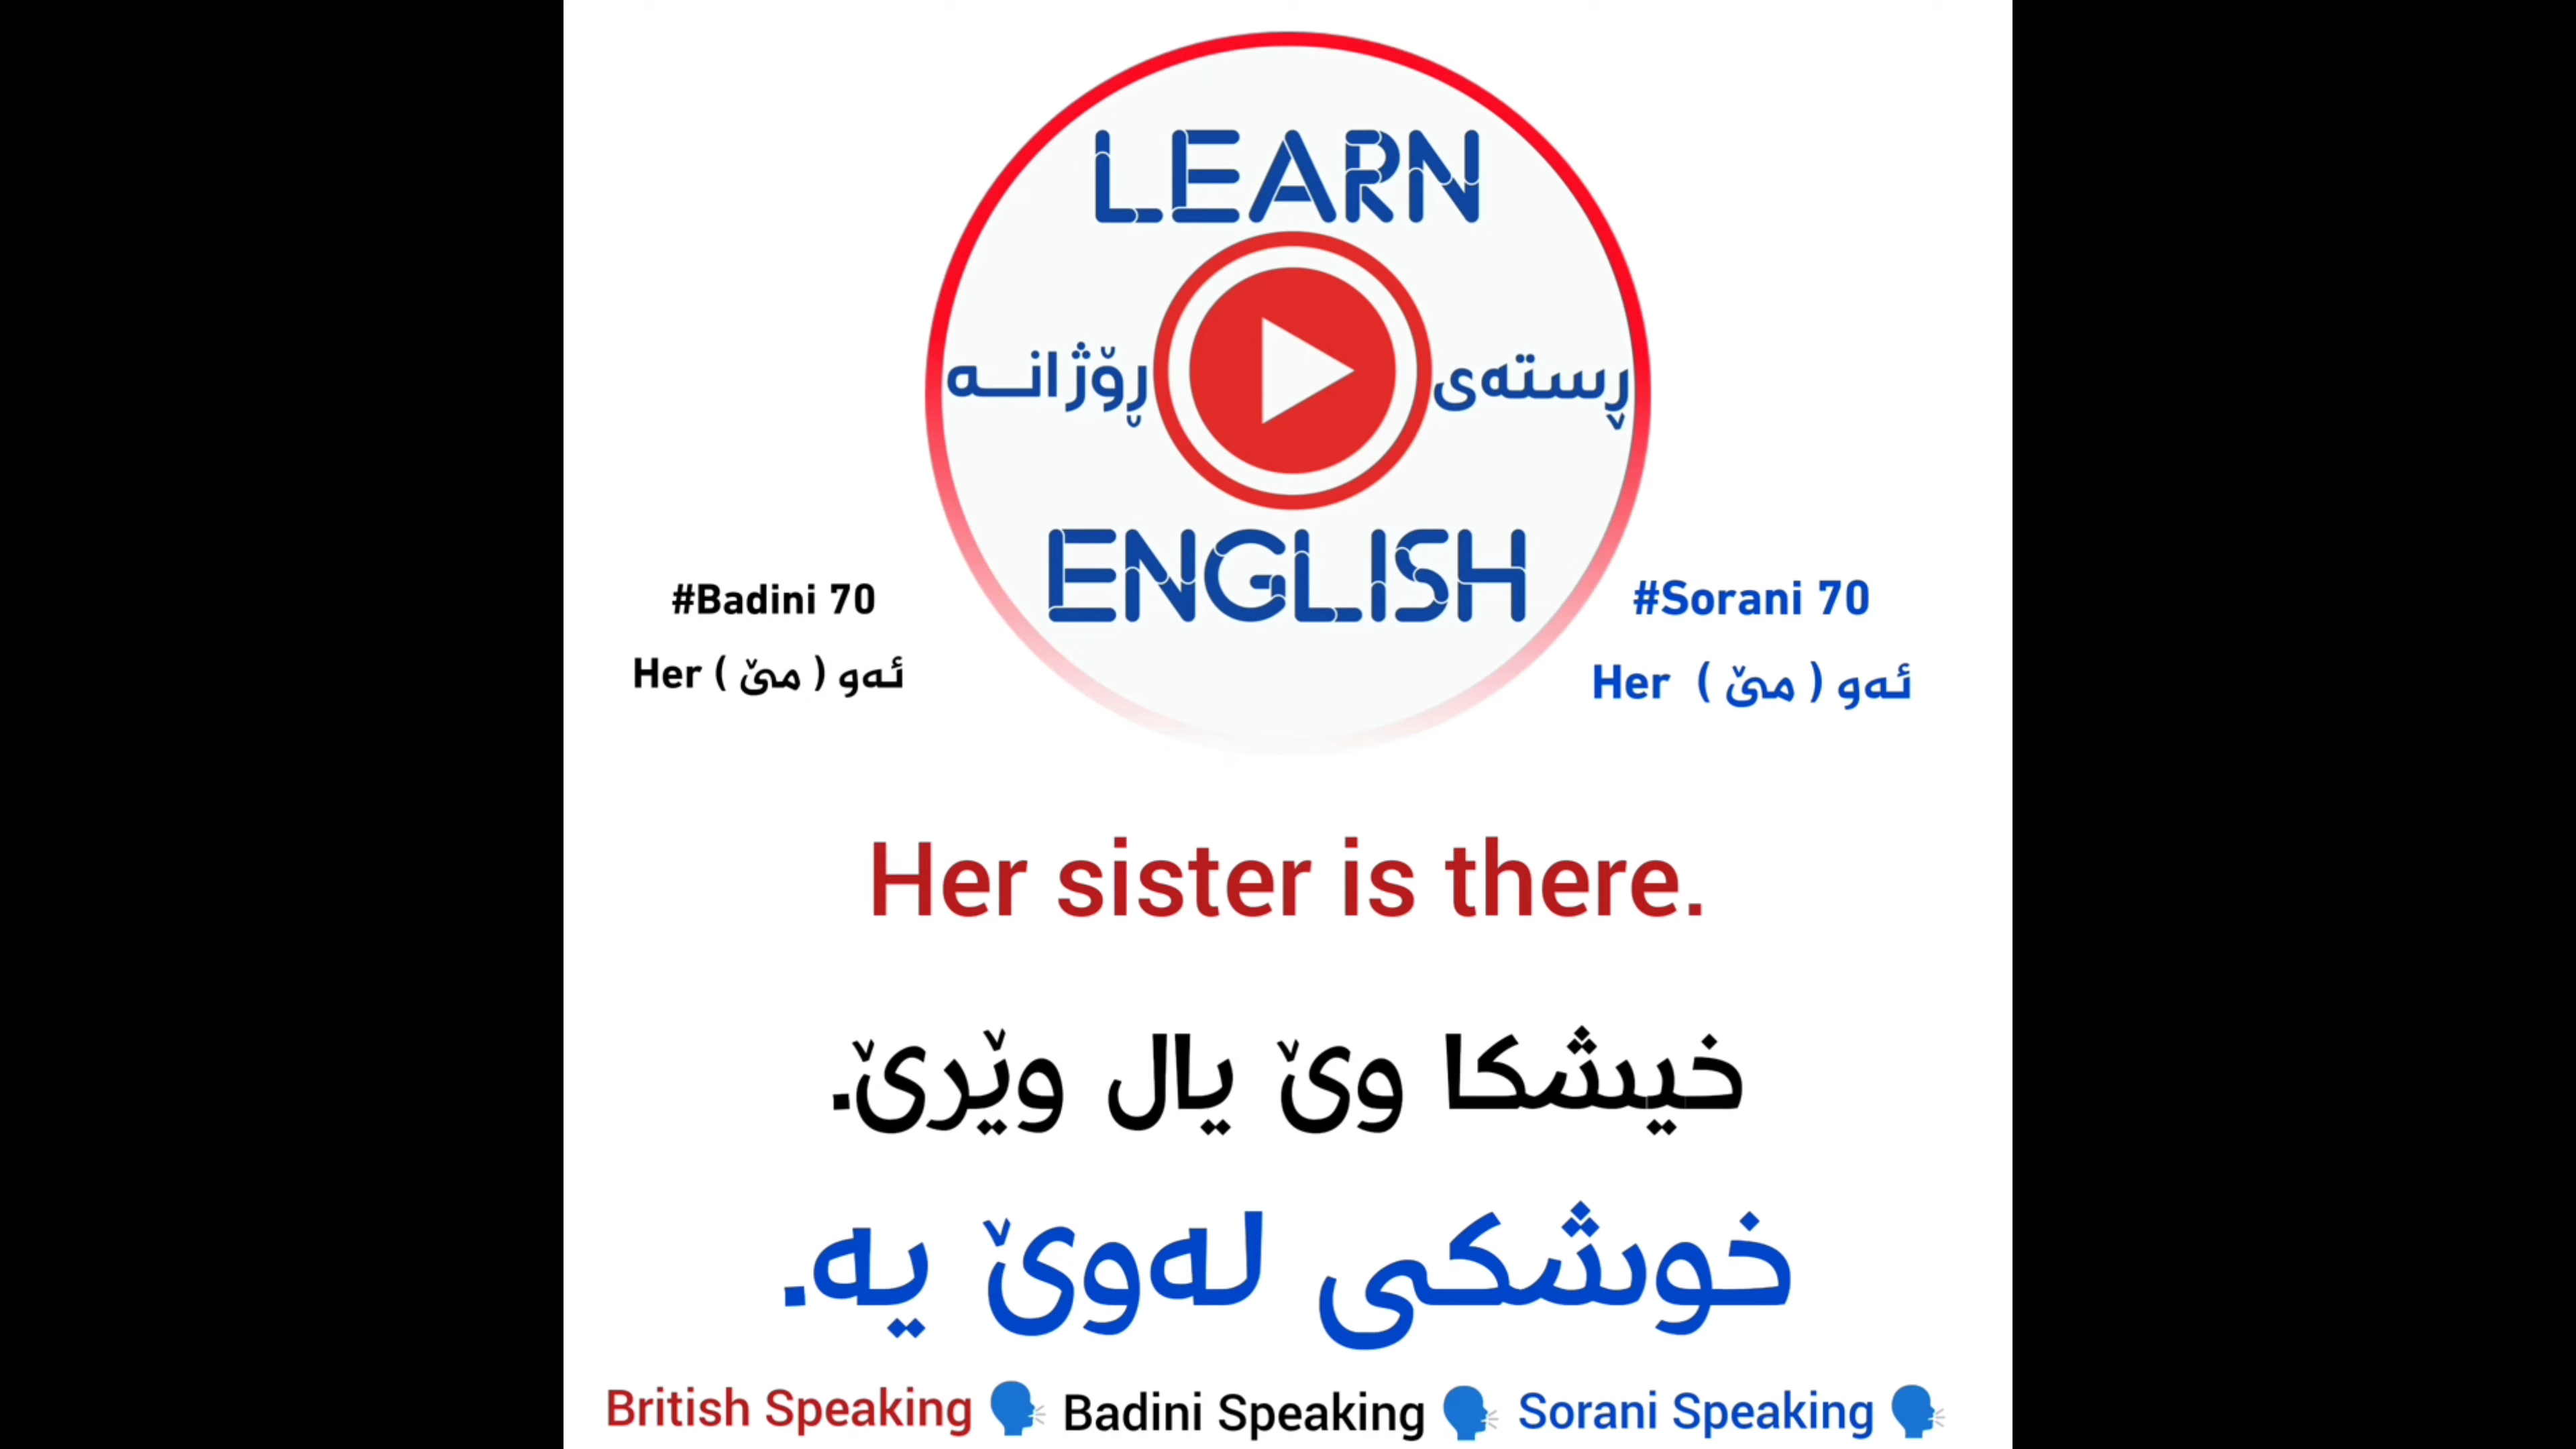 LEARN
ڕستەی ڕۆژانـــە
ENGLISH
#Badini 70
Her ( مێ ) ئەو
#Sorani 70
Her ( مێ ) ئەو
Her sister is there.
خیشکا وێ یال وێرێ.
خوشکی لەوێ یە.
British Speaking 🗣️ Badini Speaking 🗣️ Sorani Speaking 🗣️